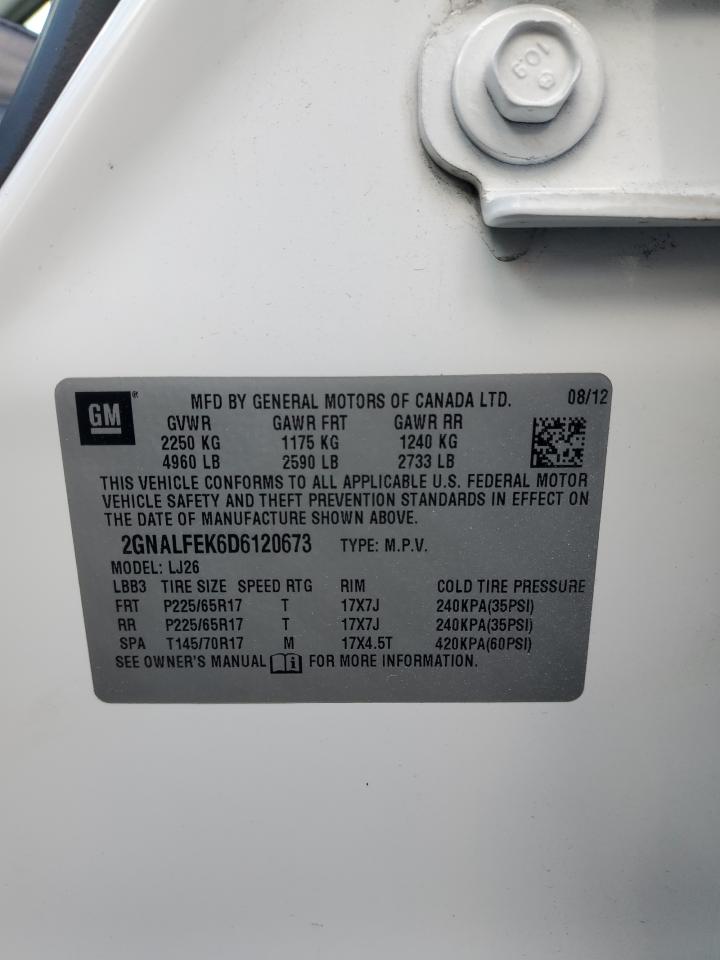 109
GM ® MFD BY GENERAL MOTORS OF CANADA LTD. 08/12
GVWR GAWR FRT GAWR RR
2250 KG 1175 KG 1240 KG
4960 LB 2590 LB 2733 LB
THIS VEHICLE CONFORMS TO ALL APPLICABLE U.S. FEDERAL MOTOR
VEHICLE SAFETY AND THEFT PREVENTION STANDARDS IN EFFECT ON
THE DATE OF MANUFACTURE SHOWN ABOVE.
2GNALFEK6D6120673 TYPE: M.P.V.
MODEL: LJ26
LBB3 TIRE SIZE SPEED RTG RIM COLD TIRE PRESSURE
FRT P225/65R17 T 17X7J 240KPA(35PSI)
RR P225/65R17 T 17X7J 240KPA(35PSI)
SPA T145/70R17 M 17X4.5T 420KPA(60PSI)
SEE OWNER'S MANUAL FOR MORE INFORMATION.